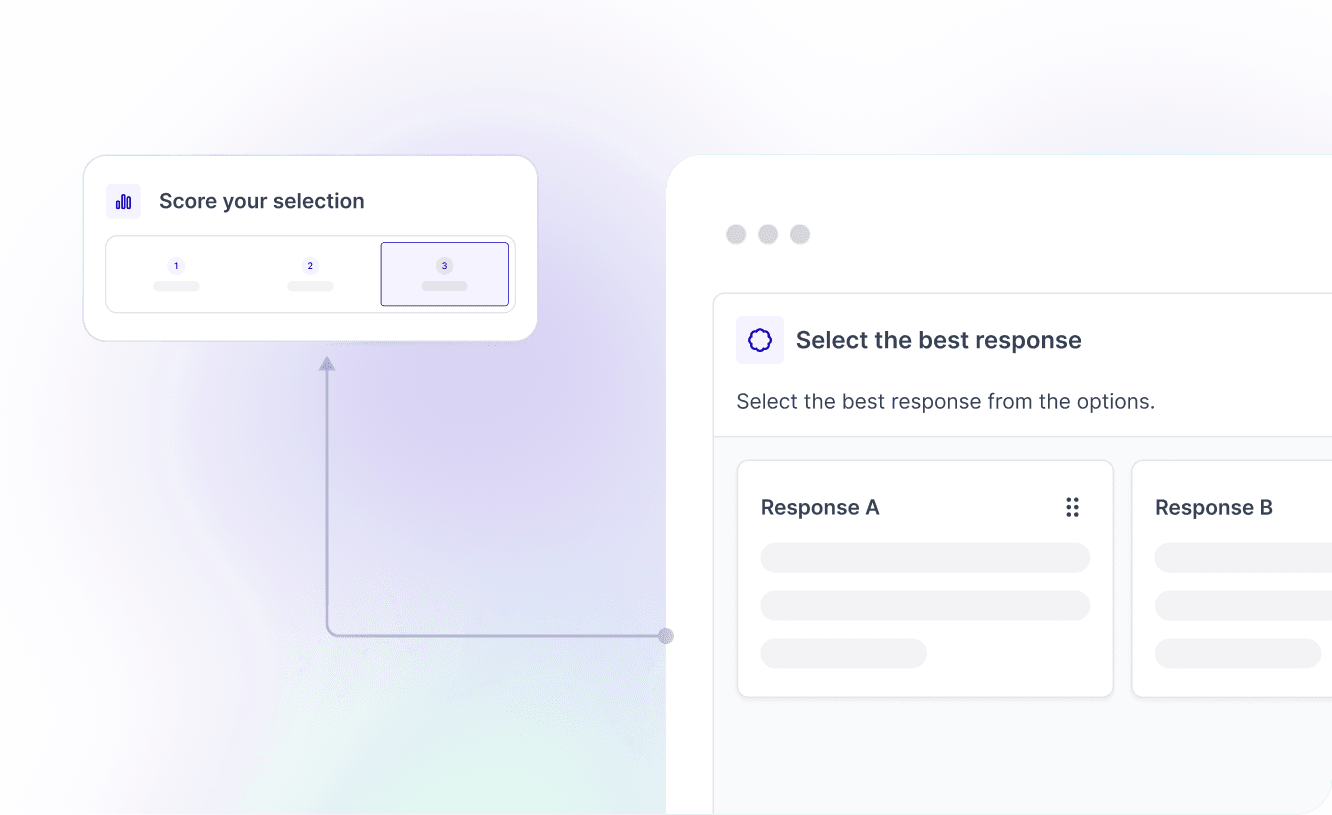 Score your selection
1 2 3
Select the best response
Select the best response from the options.
Response A
Response B